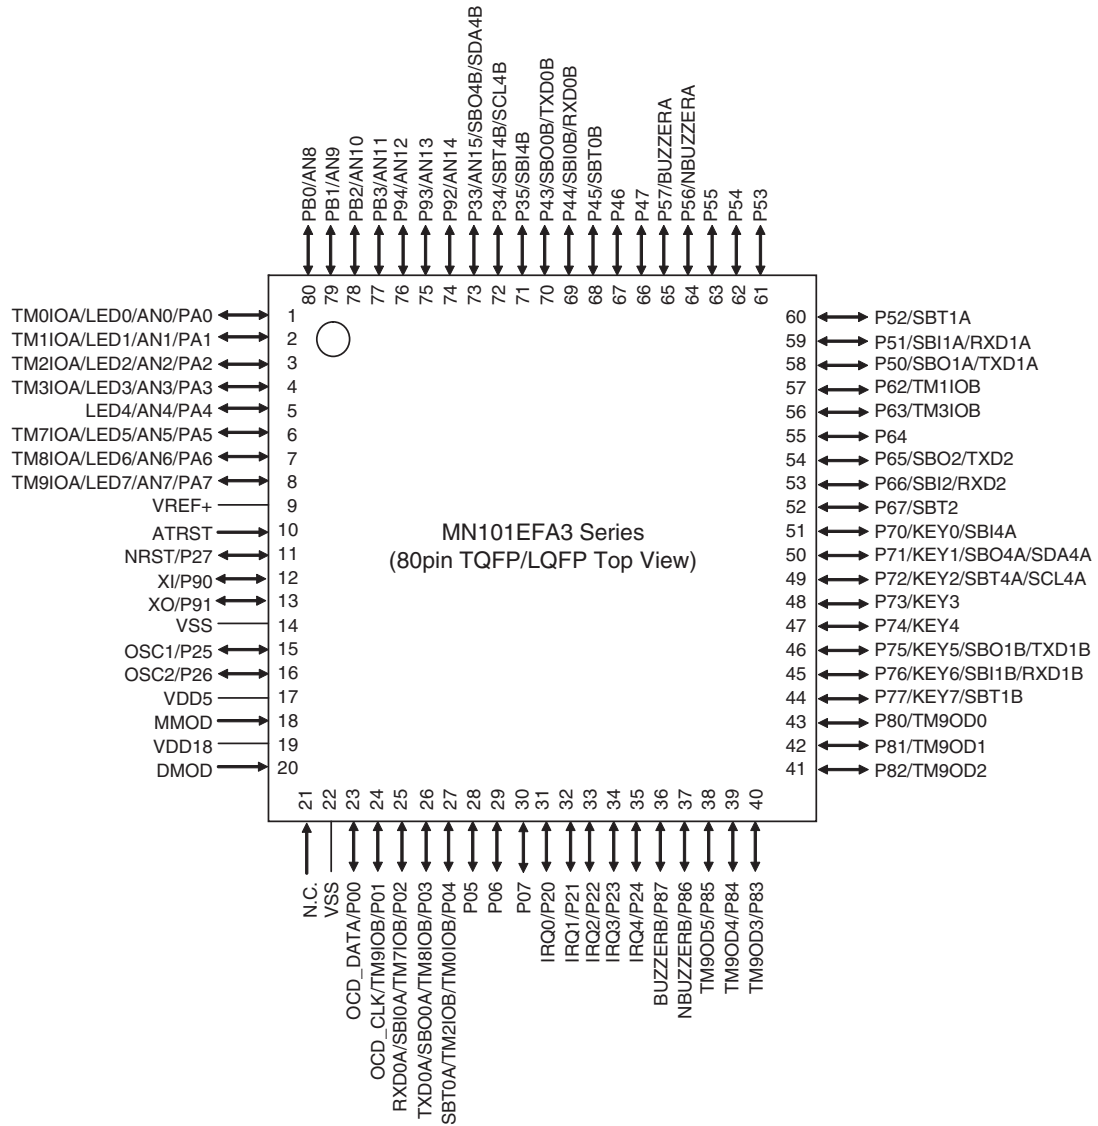 PB0/AN8
PB1/AN9
PB2/AN10
PB3/AN11
P94/AN12
P93/AN13
P92/AN14
P33/AN15/SBO4B/SDA4B
P34/SBT4B/SCL4B
P35/SBI4B
P43/SBO0B/TXD0B
P44/SBI0B/RXD0B
P45/SBT0B
P46
P47
P57/BUZZERA
P56/NBUZZERA
P55
P54
P53
80 79 78 77 76 75 74 73 72 71 70 69 68 67 66 65 64 63 62 61
TM0IOA/LED0/AN0/PA0 1
TM1IOA/LED1/AN1/PA1 2
TM2IOA/LED2/AN2/PA2 3
TM3IOA/LED3/AN3/PA3 4
LED4/AN4/PA4 5
TM7IOA/LED5/AN5/PA5 6
TM8IOA/LED6/AN6/PA6 7
TM9IOA/LED7/AN7/PA7 8
VREF+ 9
ATRST 10
NRST/P27 11
XI/P90 12
XO/P91 13
VSS 14
OSC1/P25 15
OSC2/P26 16
VDD5 17
MMOD 18
VDD18 19
DMOD 20
MN101EFA3 Series
(80pin TQFP/LQFP Top View)
60 P52/SBT1A
59 P51/SBI1A/RXD1A
58 P50/SBO1A/TXD1A
57 P62/TM1IOB
56 P63/TM3IOB
55 P64
54 P65/SBO2/TXD2
53 P66/SBI2/RXD2
52 P67/SBT2
51 P70/KEY0/SBI4A
50 P71/KEY1/SBO4A/SDA4A
49 P72/KEY2/SBT4A/SCL4A
48 P73/KEY3
47 P74/KEY4
46 P75/KEY5/SBO1B/TXD1B
45 P76/KEY6/SBI1B/RXD1B
44 P77/KEY7/SBT1B
43 P80/TM9OD0
42 P81/TM9OD1
41 P82/TM9OD2
21 22 23 24 25 26 27 28 29 30 31 32 33 34 35 36 37 38 39 40
N.C.
VSS
OCD_DATA/P00
OCD_CLK/TM9IOB/P01
RXD0A/SBI0A/TM7IOB/P02
TXD0A/SBO0A/TM8IOB/P03
SBT0A/TM2IOB/TM0IOB/P04
P05
P06
P07
IRQ0/P20
IRQ1/P21
IRQ2/P22
IRQ3/P23
IRQ4/P24
BUZZERB/P87
NBUZZERB/P86
TM9OD5/P85
TM9OD4/P84
TM9OD3/P83